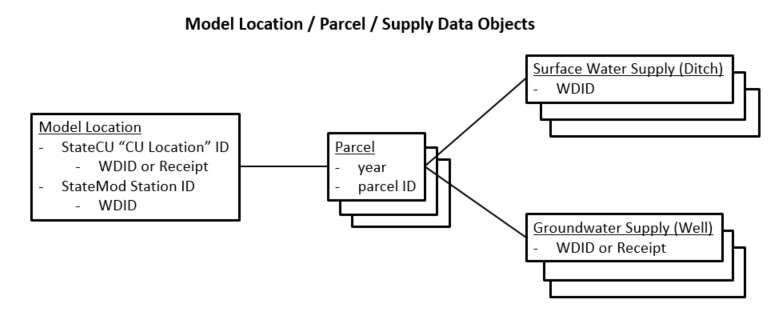 Model Location / Parcel / Supply Data Objects
Surface Water Supply (Ditch)
- WDID
Model Location
- StateCU “CU Location” ID
- WDID or Receipt
- StateMod Station ID
- WDID
Parcel
- year
- parcel ID
Groundwater Supply (Well)
- WDID or Receipt